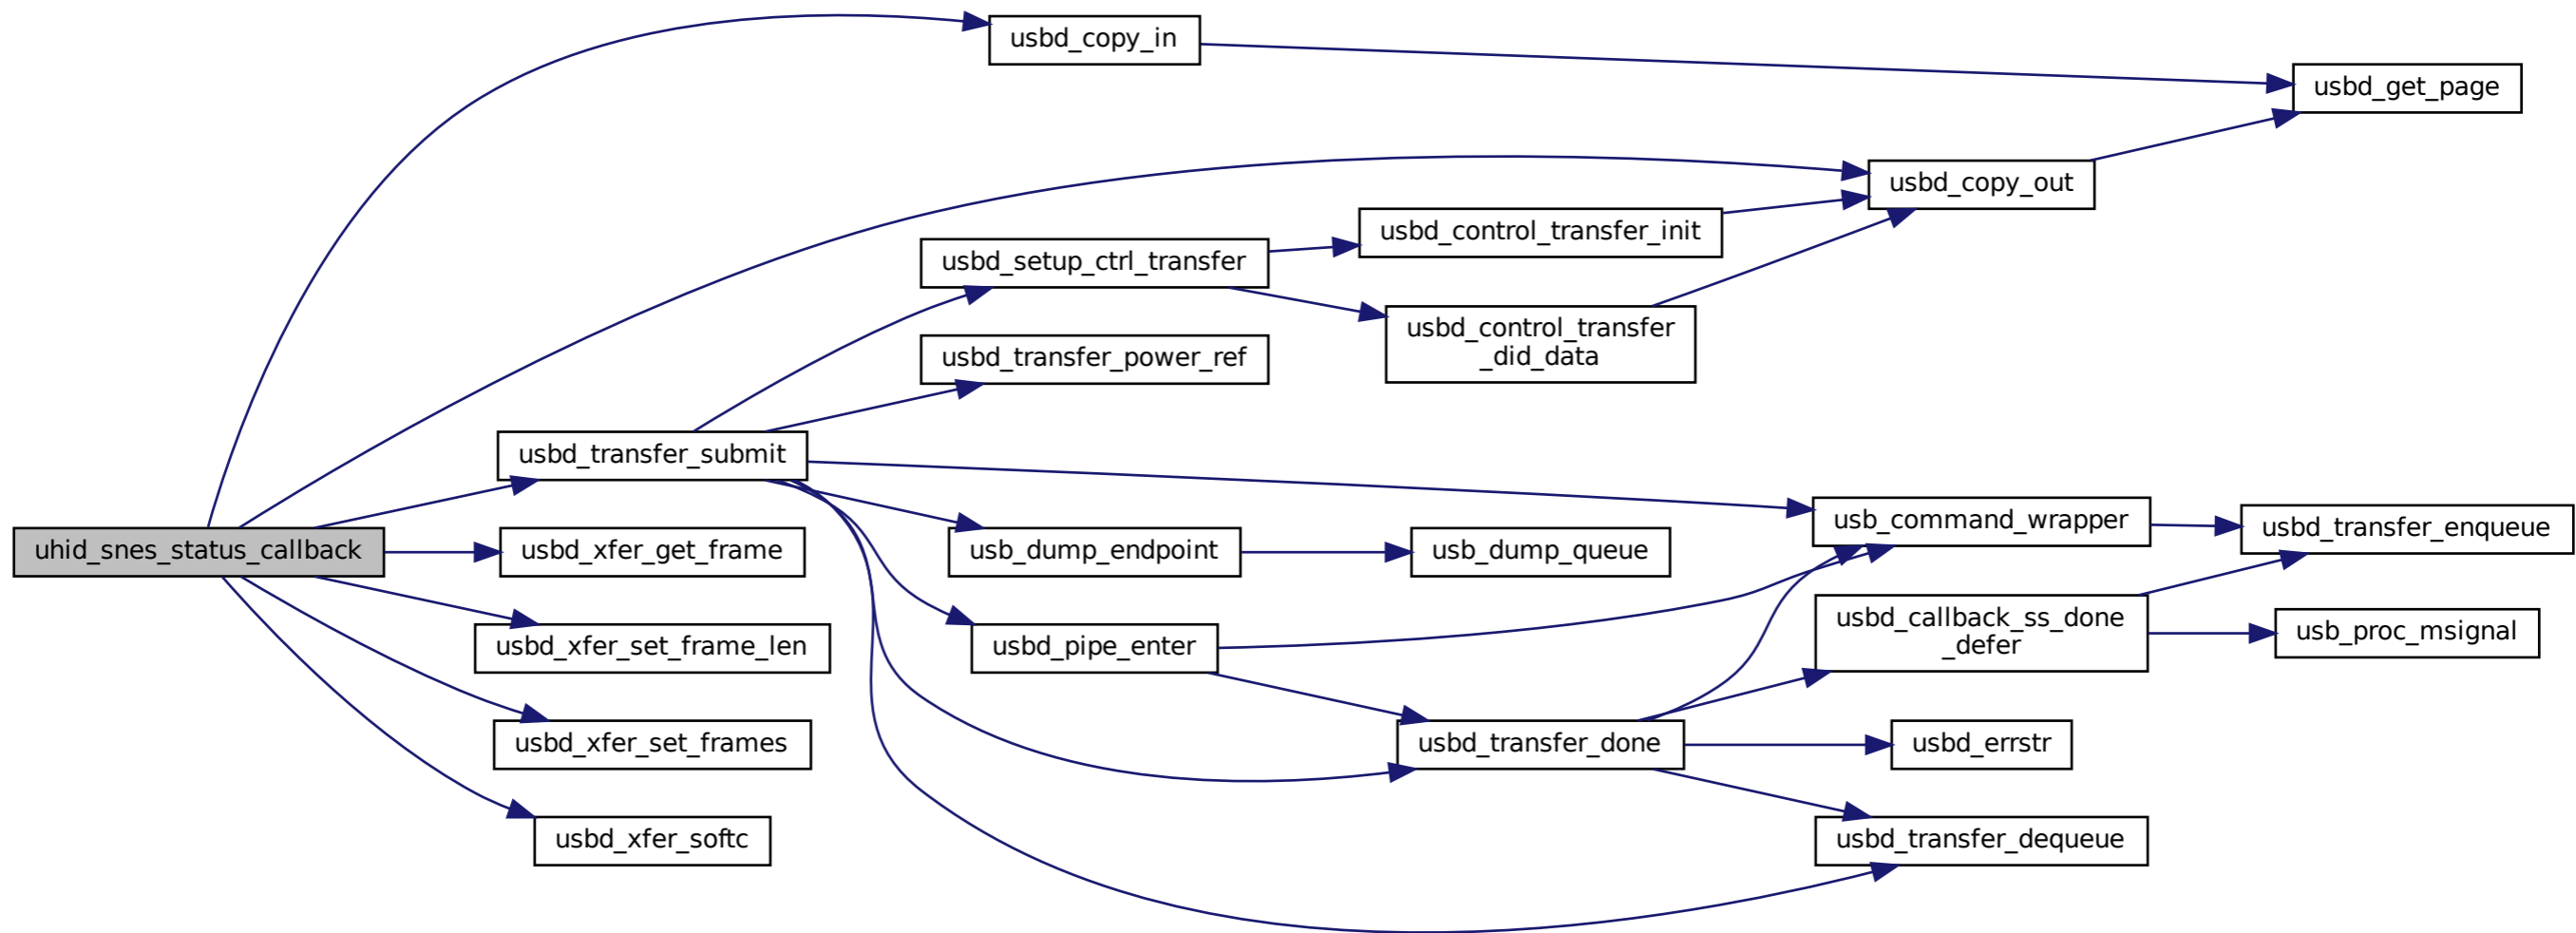 usbd_copy_in
usbd_get_page
usbd_copy_out
usbd_control_transfer_init
usbd_setup_ctrl_transfer
usbd_control_transfer
_did_data
usbd_transfer_power_ref
usbd_transfer_submit
usb_command_wrapper
usbd_transfer_enqueue
uhid_snes_status_callback
usbd_xfer_get_frame
usb_dump_endpoint
usb_dump_queue
usbd_callback_ss_done
_defer
usb_proc_msignal
usbd_xfer_set_frame_len
usbd_pipe_enter
usbd_xfer_set_frames
usbd_transfer_done
usbd_errstr
usbd_xfer_softc
usbd_transfer_dequeue